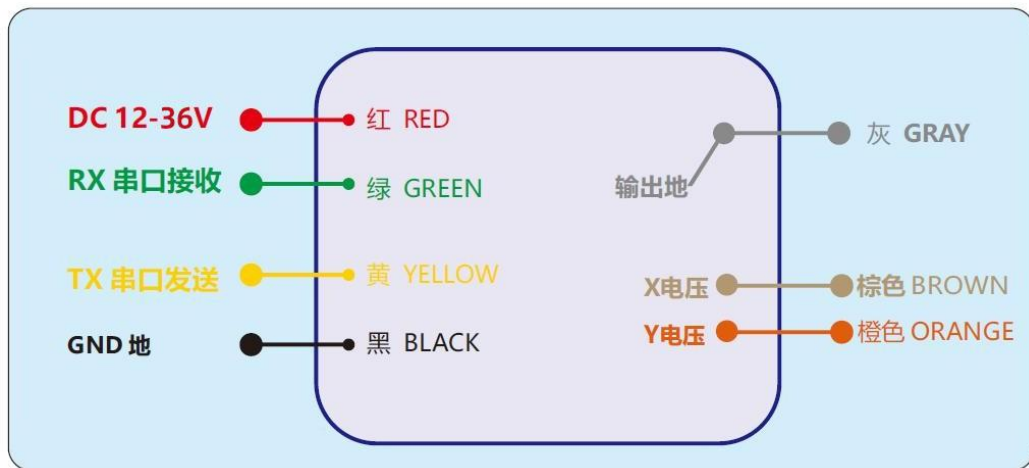 DC 12-36V 红 RED
RX 串口接收 绿 GREEN
TX 串口发送 黄 YELLOW
GND 地 黑 BLACK
灰 GRAY
输出地
X电压 棕色 BROWN
Y电压 橙色 ORANGE